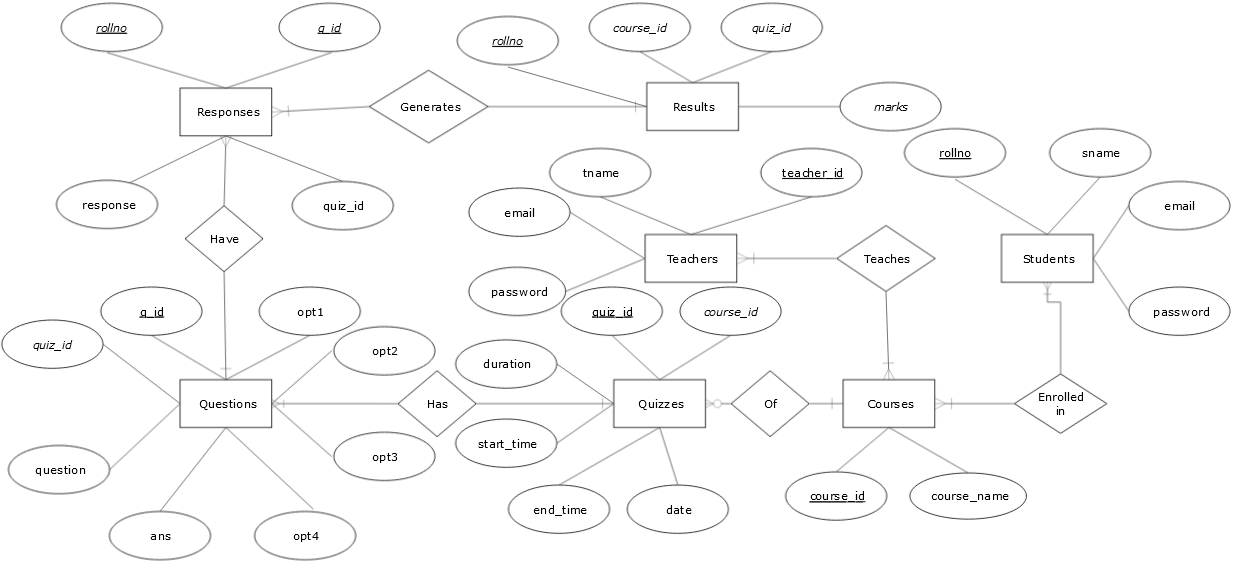 rollno
q_id
rollno
course_id
quiz_id
Responses
Generates
Results
marks
response
quiz_id
tname
teacher_id
rollno
sname
email
email
Have
Teachers
Teaches
Students
password
password
q_id
opt1
quiz_id
course_id
quiz_id
opt2
duration
Questions
Has
Quizzes
Of
Courses
Enrolled
in
question
opt3
start_time
ans
opt4
end_time
date
course_id
course_name